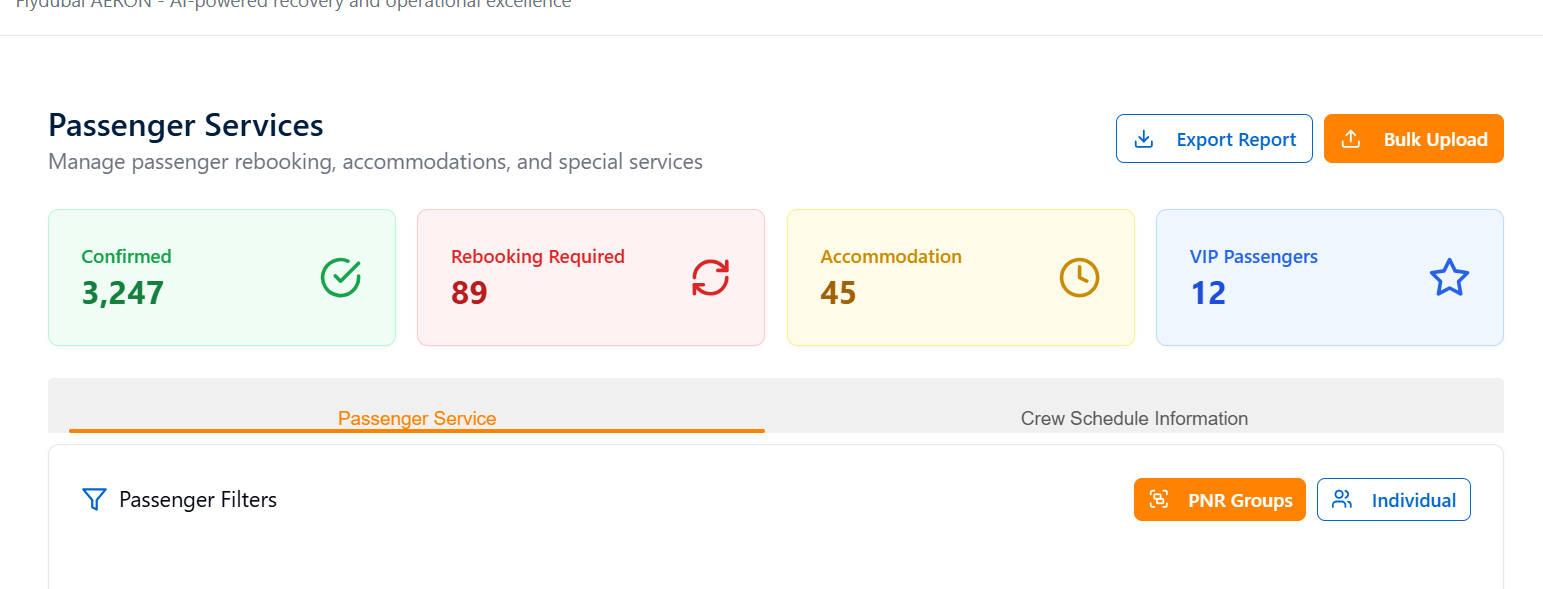 Flydubai AERON - AI-powered recovery and operational excellence
Passenger Services
Manage passenger rebooking, accommodations, and special services
Export Report
Bulk Upload
Confirmed
3,247
Rebooking Required
89
Accommodation
45
VIP Passengers
12
Passenger Service
Crew Schedule Information
Passenger Filters
PNR Groups
Individual